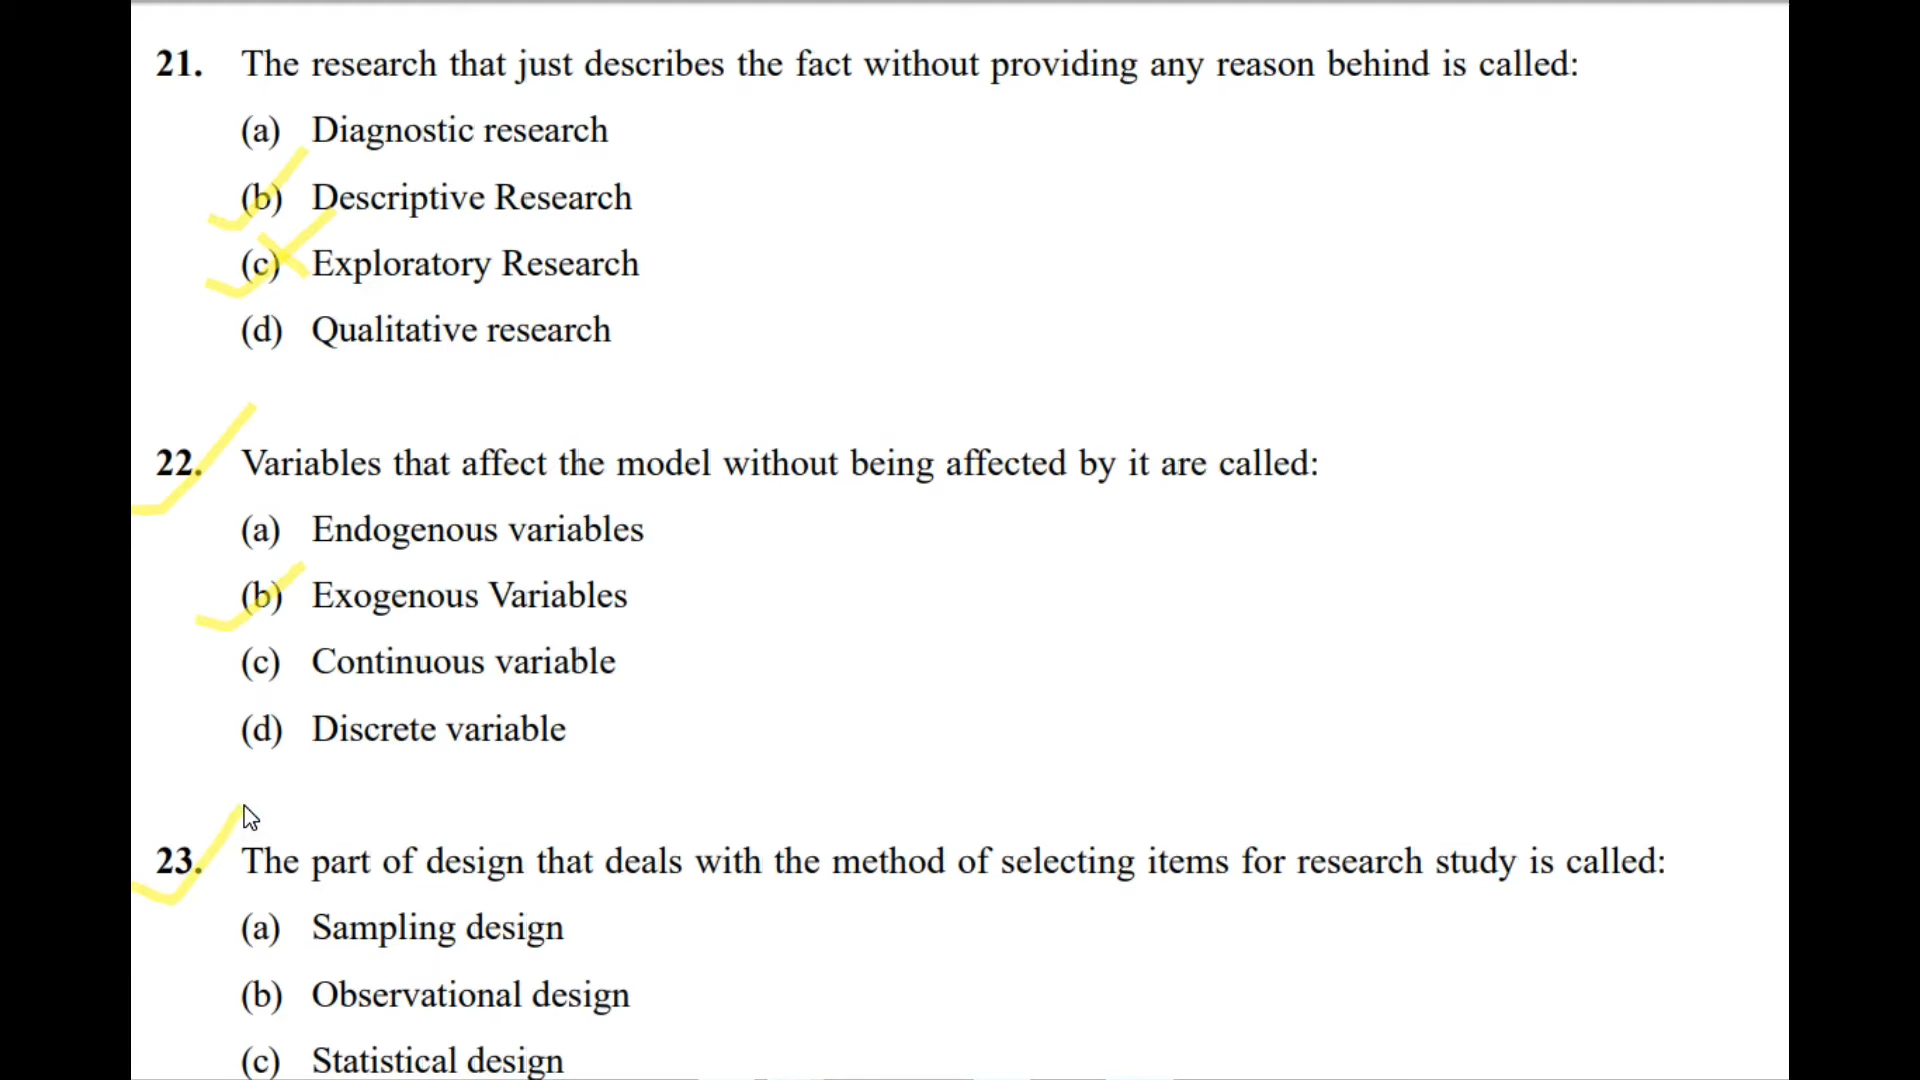 21. The research that just describes the fact without providing any reason behind is called:
(a) Diagnostic research
(b) Descriptive Research
(c) Exploratory Research
(d) Qualitative research
22. Variables that affect the model without being affected by it are called:
(a) Endogenous variables
(b) Exogenous Variables
(c) Continuous variable
(d) Discrete variable
23. The part of design that deals with the method of selecting items for research study is called:
(a) Sampling design
(b) Observational design
(c) Statistical design